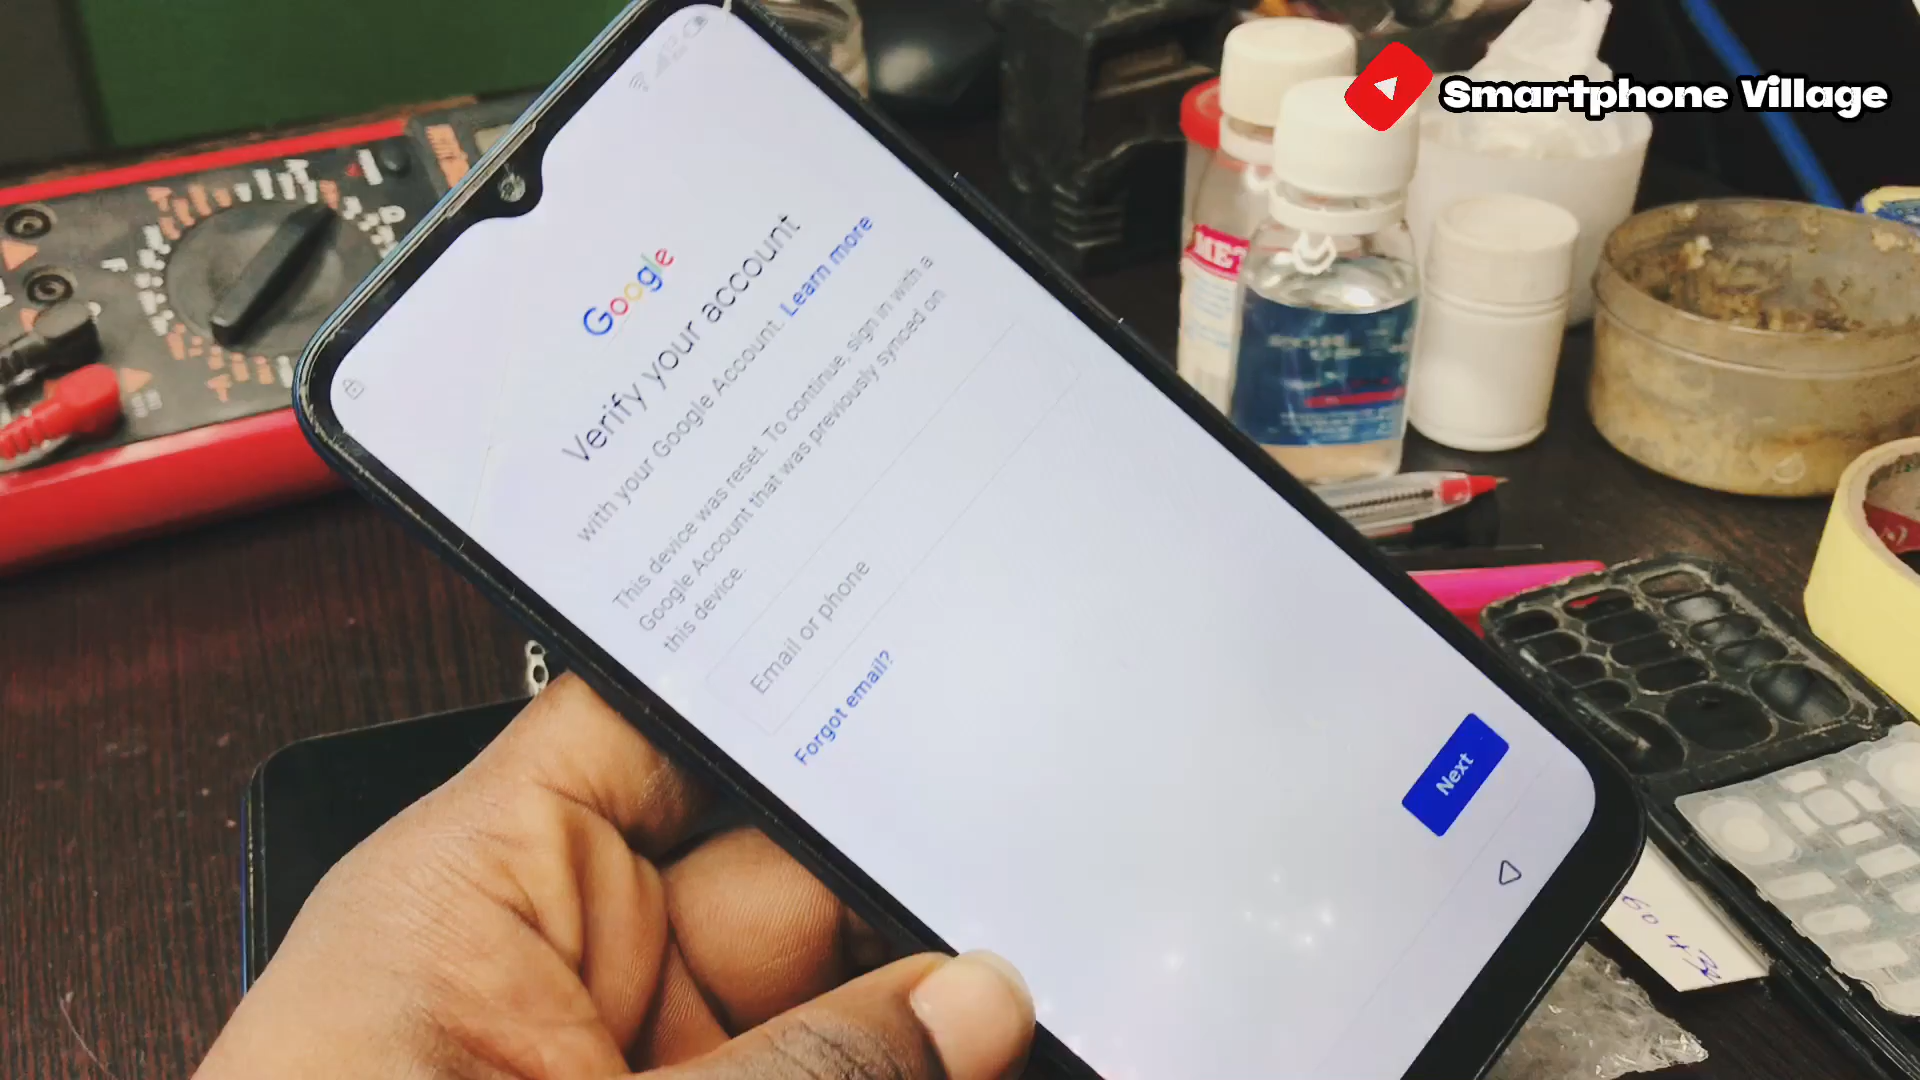 Smartphone Village
Google
Verify your account
with your Google Account. Learn more
This device was reset. To continue, sign in with a
Google Account that was previously synced on
this device.
Email or phone
Forgot email?
Next
MET